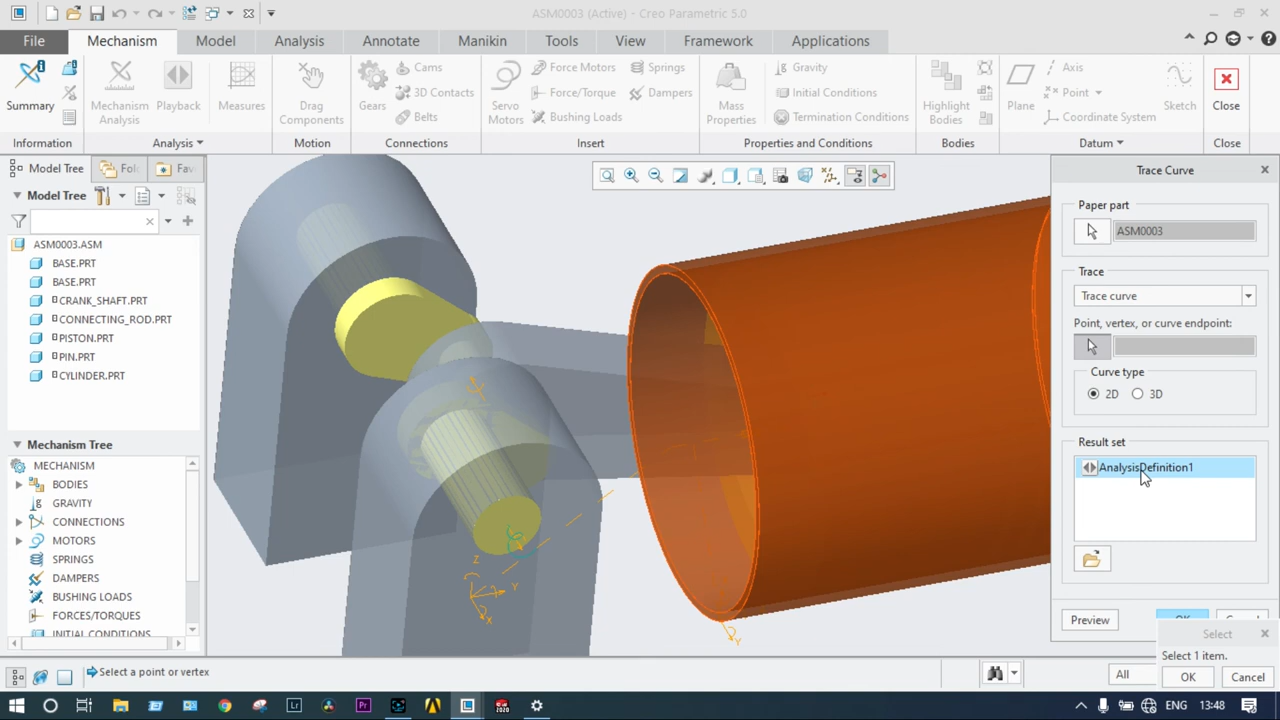 ASM0003 (Active) - Creo Parametric 5.0
File
Mechanism
Model
Analysis
Annotate
Manikin
Tools
View
Framework
Applications
Summary
Mechanism
Analysis
Playback
Measures
Drag
Components
Gears
Cams
3D Contacts
Belts
Servo
Motors
Force Motors
Force/Torque
Bushing Loads
Springs
Dampers
Mass
Properties
Gravity
Initial Conditions
Termination Conditions
Highlight
Bodies
Plane
Axis
Point
Coordinate System
Sketch
Close
Information
Analysis
Motion
Connections
Insert
Properties and Conditions
Bodies
Datum
Close
Model Tree
Fol
Fav
Model Tree
ASM0003.ASM
BASE.PRT
BASE.PRT
CRANK_SHAFT.PRT
CONNECTING_ROD.PRT
PISTON.PRT
PIN.PRT
CYLINDER.PRT
Mechanism Tree
MECHANISM
BODIES
GRAVITY
CONNECTIONS
MOTORS
SPRINGS
DAMPERS
BUSHING LOADS
FORCES/TORQUES
INITIAL CONDITIONS
Z
Y
X
Y
Trace Curve
Paper part
ASM0003
Trace
Trace curve
Point, vertex, or curve endpoint:
Curve type
2D
3D
Result set
AnalysisDefinition1
Preview
OK
Select
Select 1 item.
OK
Cancel
Select a point or vertex
All
Lr
Pr
2020
ENG
13:48